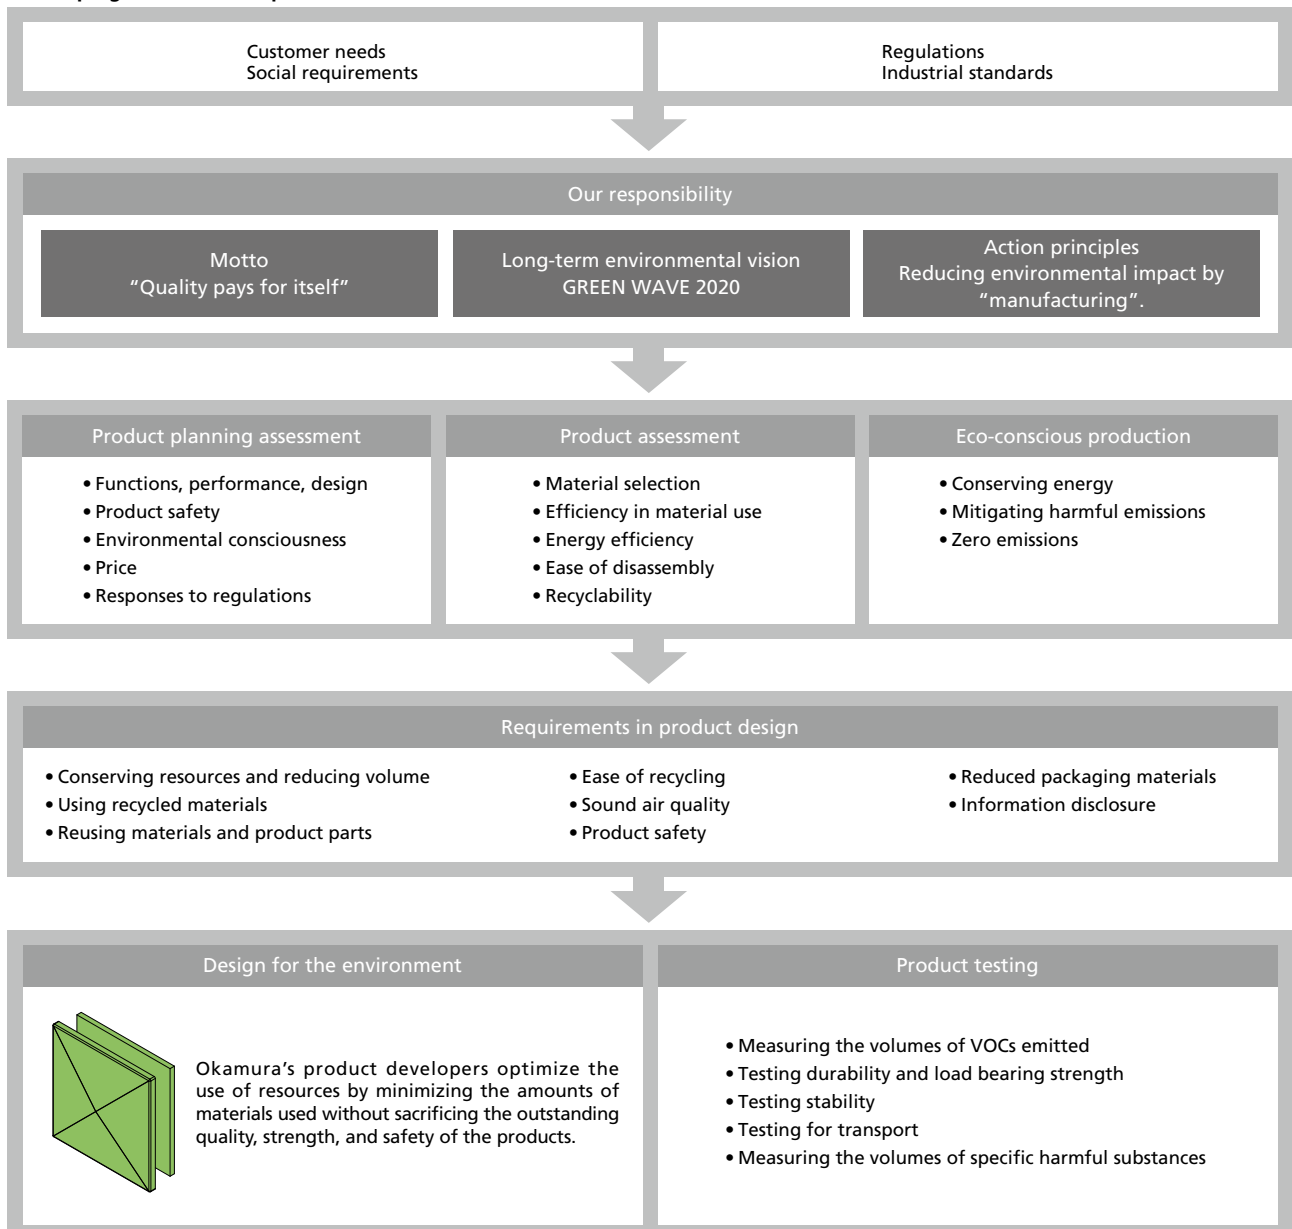 Customer needs
Social requirements
Regulations
Industrial standards
Our responsibility
Motto
“Quality pays for itself”
Long-term environmental vision
GREEN WAVE 2020
Action principles
Reducing environmental impact by
“manufacturing”.
Product planning assessment
• Functions, performance, design
• Product safety
• Environmental consciousness
• Price
• Responses to regulations
Product assessment
• Material selection
• Efficiency in material use
• Energy efficiency
• Ease of disassembly
• Recyclability
Eco-conscious production
• Conserving energy
• Mitigating harmful emissions
• Zero emissions
Requirements in product design
• Conserving resources and reducing volume
• Using recycled materials
• Reusing materials and product parts
• Ease of recycling
• Sound air quality
• Product safety
• Reduced packaging materials
• Information disclosure
Design for the environment
Okamura’s product developers optimize the
use of resources by minimizing the amounts of
materials used without sacrificing the outstanding
quality, strength, and safety of the products.
Product testing
• Measuring the volumes of VOCs emitted
• Testing durability and load bearing strength
• Testing stability
• Testing for transport
• Measuring the volumes of specific harmful substances